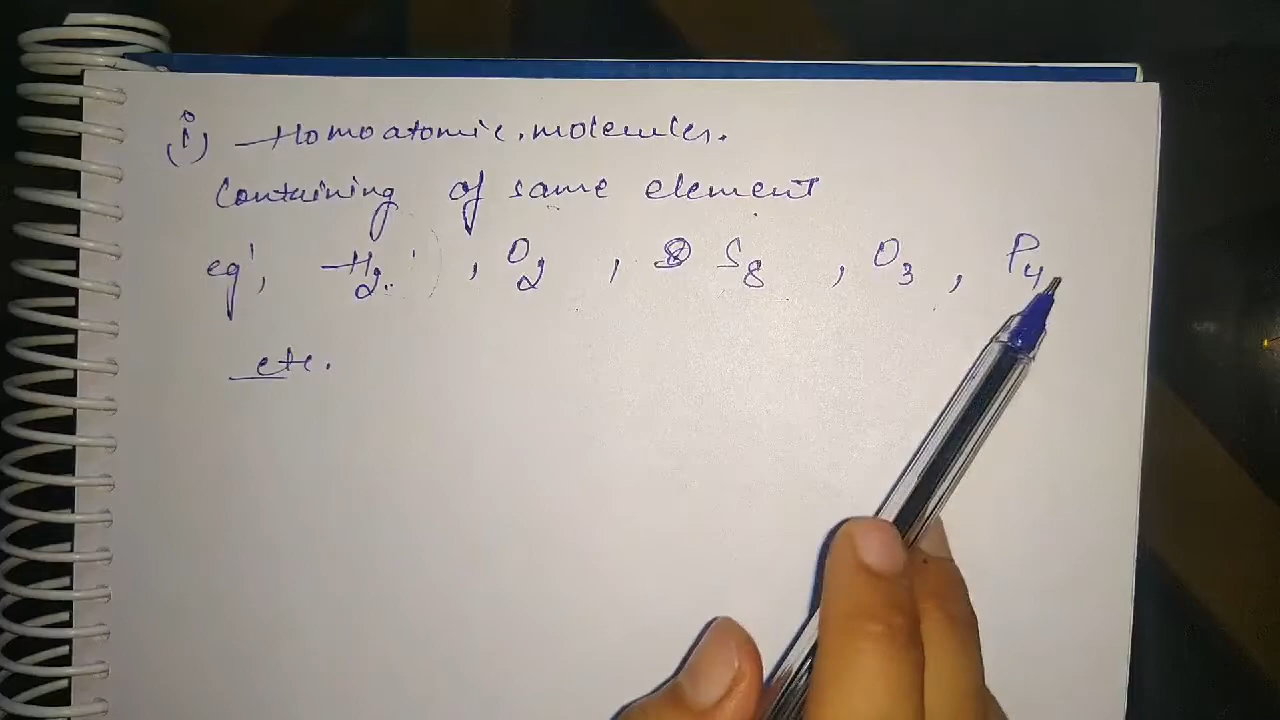 (i) Homoatomic molecules.
Containing of same element
eg', H₂, O₂, S₈, O₃, P₄
etc.